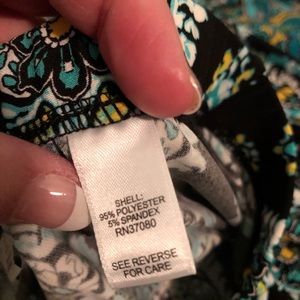 SHELL:
95% POLYESTER
5% SPANDEX
RN37080
SEE REVERSE
FOR CARE